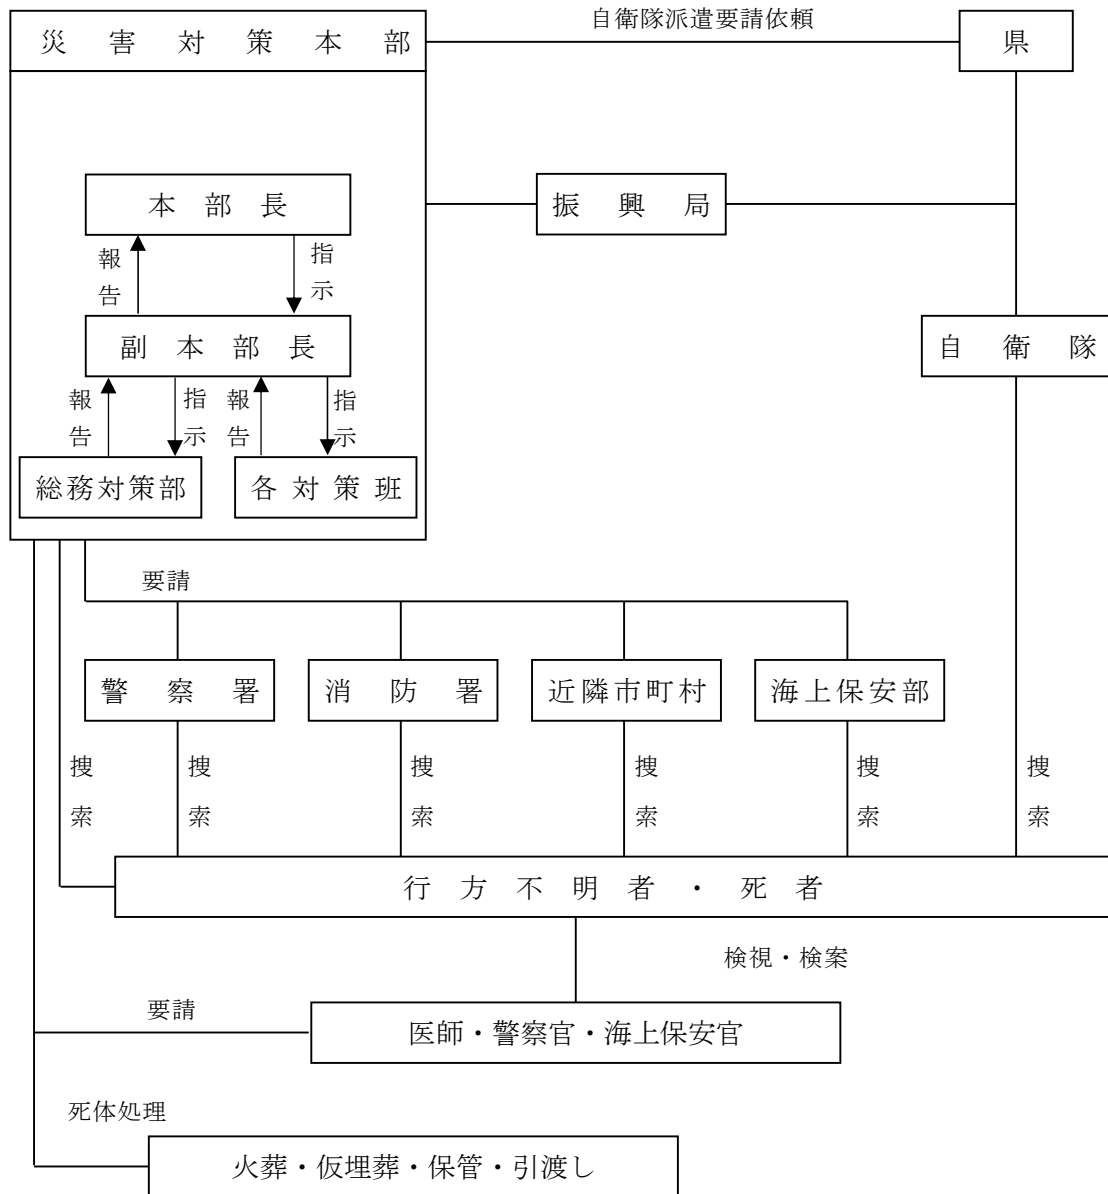 自衛隊派遣要請依頼
災害対策本部
県
本部長
振興局
報告
指示
副本部長
自衛隊
報告
指示
報告
指示
総務対策部
各対策班
要請
警察署
消防署
近隣市町村
海上保安部
捜索
捜索
捜索
捜索
捜索
捜索
行方不明者・死者
検視・検案
要請
医師・警察官・海上保安官
死体処理
火葬・仮埋葬・保管・引渡し